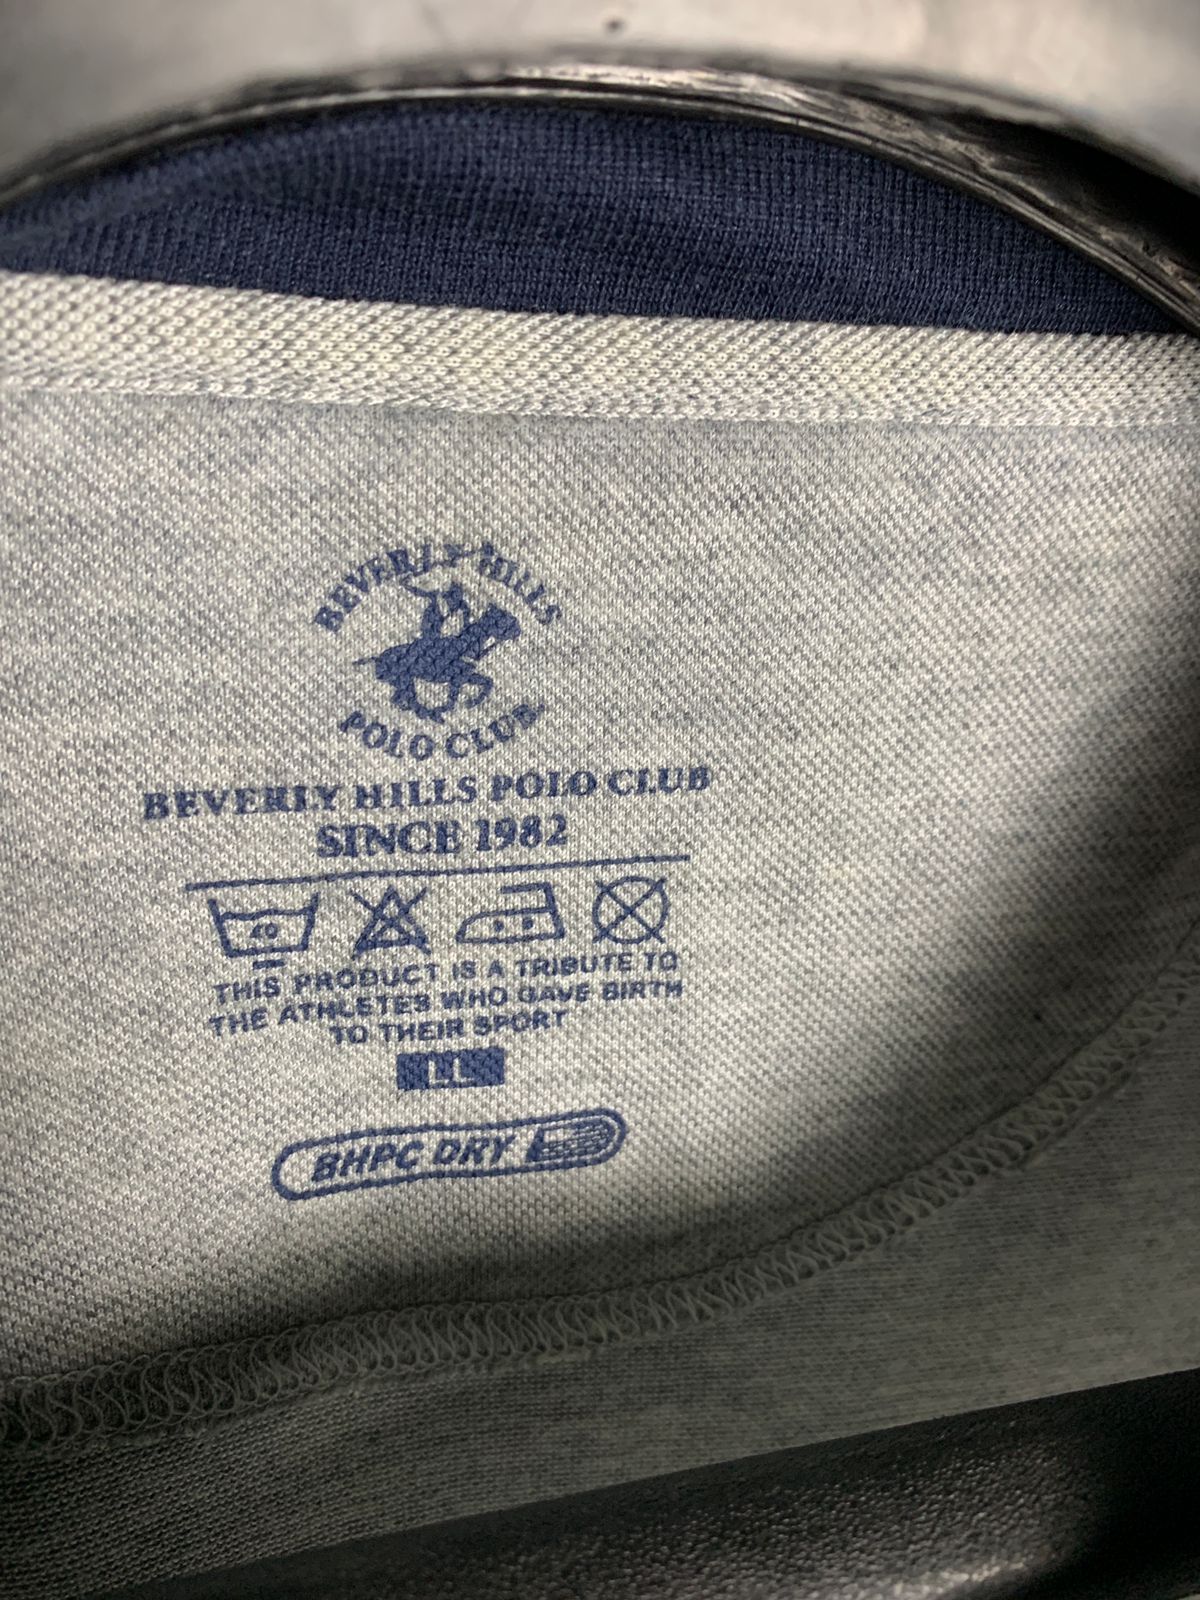 BEVERLY HILLS
POLO CLUB
BEVERLY HILLS POLO CLUB
SINCE 1982
40
THIS PRODUCT IS A TRIBUTE TO
THE ATHLETES WHO GAVE BIRTH
TO THEIR SPORT
LL
BHPC DRY